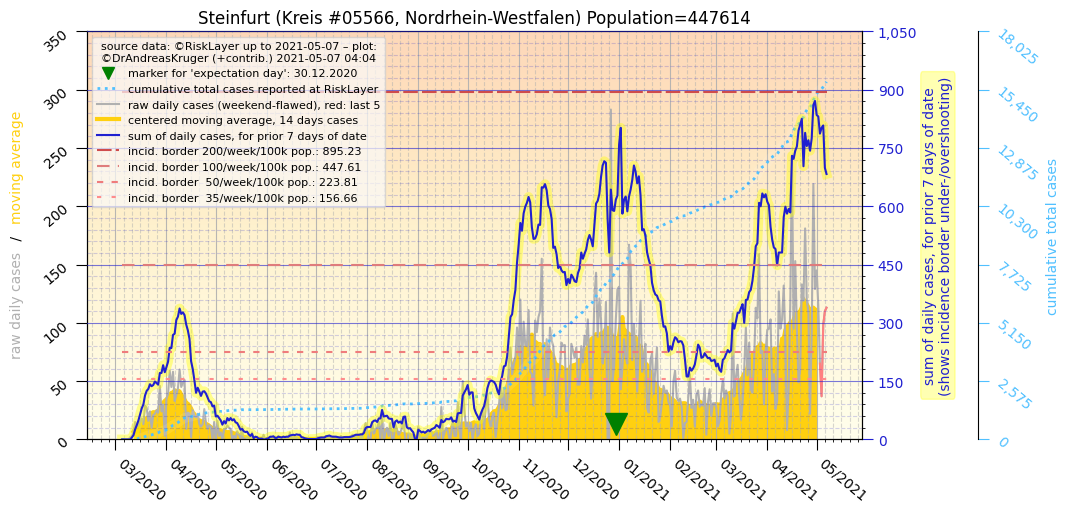 Steinfurt (Kreis #05566, Nordrhein-Westfalen) Population=447614
source data: ©RiskLayer up to 2021-05-07 – plot:
©DrAndreasKruger (+contrib.) 2021-05-07 04:04
marker for 'expectation day': 30.12.2020
cumulative total cases reported at RiskLayer
raw daily cases (weekend-flawed), red: last 5
centered moving average, 14 days cases
sum of daily cases, for prior 7 days of date
incid. border 200/week/100k pop.: 895.23
incid. border 100/week/100k pop.: 447.61
incid. border  50/week/100k pop.: 223.81
incid. border  35/week/100k pop.: 156.66
raw daily cases  /  moving average
350
300
250
200
150
100
50
0
03/2020
04/2020
05/2020
06/2020
07/2020
08/2020
09/2020
10/2020
11/2020
12/2020
01/2021
02/2021
03/2021
04/2021
05/2021
1,050
900
750
600
450
300
150
0
sum of daily cases, for prior 7 days of date
(shows incidence border under-/overshooting)
18,025
15,450
12,875
10,300
7,725
5,150
2,575
0
cumulative total cases